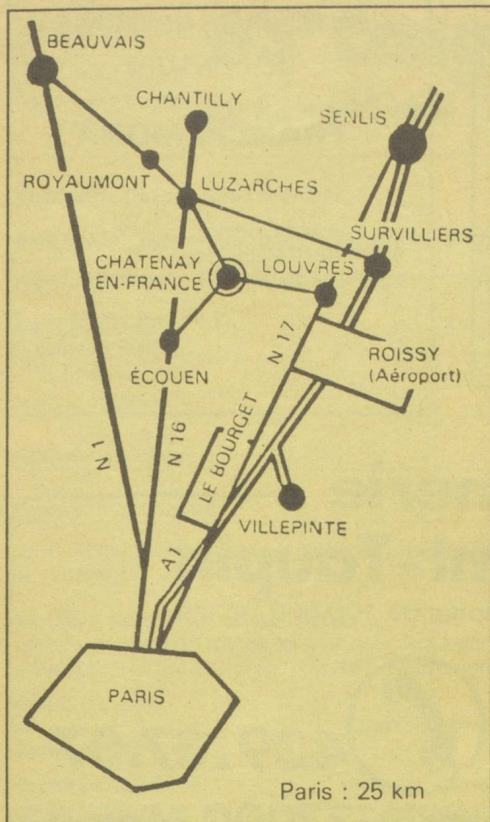 BEAUVAIS
CHANTILLY
SENLIS
ROYAUMONT
LUZARCHES
SURVILLIERS
CHATENAY
EN-FRANCE
LOUVRES
ÉCOUEN
N 17
ROISSY
(Aéroport)
N 1
N 16
LE BOURGET
VILLEPINTE
A1
PARIS
Paris : 25 km